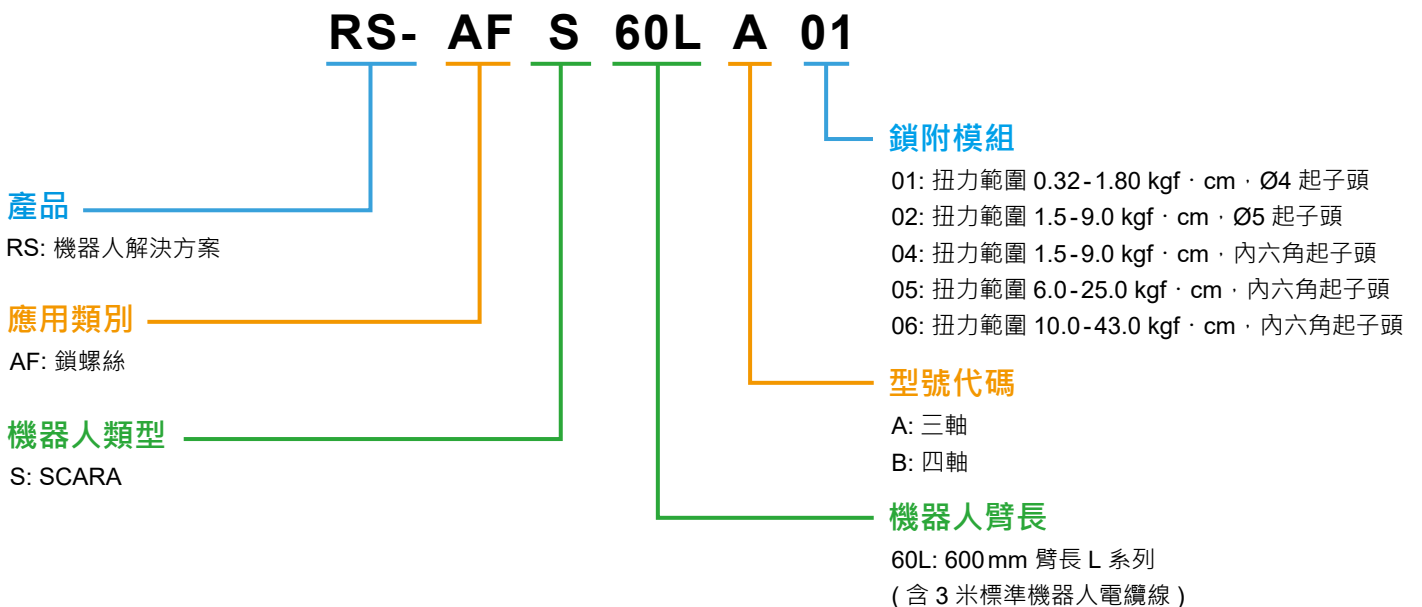 RS- AF S 60L A 01
產品
RS: 機器人解決方案
應用類別
AF: 鎖螺絲
機器人類型
S: SCARA
鎖附模組
01: 扭力範圍 0.32-1.80 kgf·cm,Ø4 起子頭
02: 扭力範圍 1.5-9.0 kgf·cm,Ø5 起子頭
04: 扭力範圍 1.5-9.0 kgf·cm,內六角起子頭
05: 扭力範圍 6.0-25.0 kgf·cm,內六角起子頭
06: 扭力範圍 10.0-43.0 kgf·cm,內六角起子頭
型號代碼
A: 三軸
B: 四軸
機器人臂長
60L: 600mm 臂長 L 系列
( 含 3 米標準機器人電纜線 )